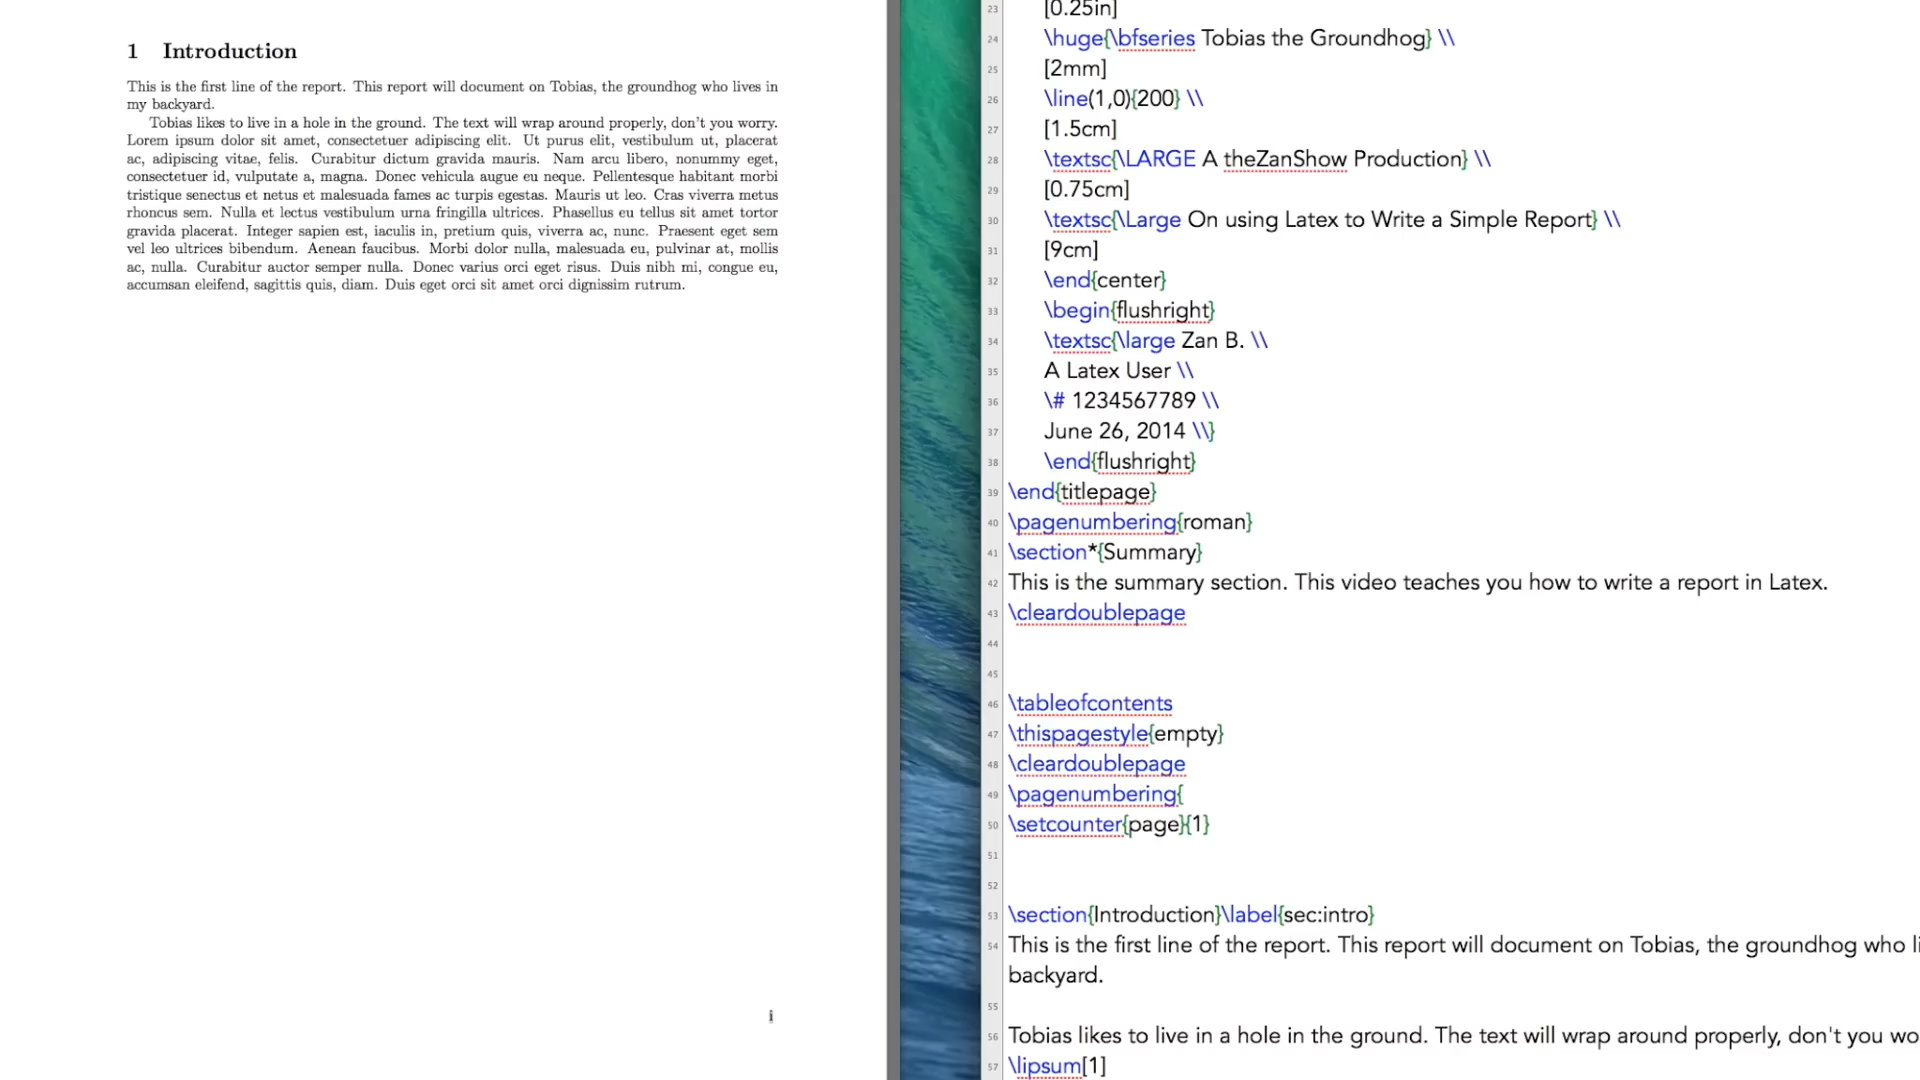 1 Introduction
This is the first line of the report. This report will document on Tobias, the groundhog who lives in
my backyard.
Tobias likes to live in a hole in the ground. The text will wrap around properly, don't you worry.
Lorem ipsum dolor sit amet, consectetuer adipiscing elit. Ut purus elit, vestibulum ut, placerat
ac, adipiscing vitae, felis. Curabitur dictum gravida mauris. Nam arcu libero, nonummy eget,
consectetuer id, vulputate a, magna. Donec vehicula augue eu neque. Pellentesque habitant morbi
tristique senectus et netus et malesuada fames ac turpis egestas. Mauris ut leo. Cras viverra metus
rhoncus sem. Nulla et lectus vestibulum urna fringilla ultrices. Phasellus eu tellus sit amet tortor
gravida placerat. Integer sapien est, iaculis in, pretium quis, viverra ac, nunc. Praesent eget sem
vel leo ultrices bibendum. Aenean faucibus. Morbi dolor nulla, malesuada eu, pulvinar at, mollis
ac, nulla. Curabitur auctor semper nulla. Donec varius orci eget risus. Duis nibh mi, congue eu,
accumsan eleifend, sagittis quis, diam. Duis eget orci sit amet orci dignissim rutrum.
i
23 [0.25in]
24 \huge{\bfseries Tobias the Groundhog} \\
25 [2mm]
26 \line(1,0){200} \\
27 [1.5cm]
28 \textsc{\LARGE A theZanShow Production} \\
29 [0.75cm]
30 \textsc{\Large On using Latex to Write a Simple Report} \\
31 [9cm]
32 \end{center}
33 \begin{flushright}
34 \textsc{\large Zan B. \\
35 A Latex User \\
36 \# 1234567789 \\
37 June 26, 2014 \\}
38 \end{flushright}
39 \end{titlepage}
40 \pagenumbering{roman}
41 \section*{Summary}
42 This is the summary section. This video teaches you how to write a report in Latex.
43 \cleardoublepage
44
45
46 \tableofcontents
47 \thispagestyle{empty}
48 \cleardoublepage
49 \pagenumbering{
50 \setcounter{page}{1}
51
52
53 \section{Introduction}\label{sec:intro}
54 This is the first line of the report. This report will document on Tobias, the groundhog who li
backyard.
55
56 Tobias likes to live in a hole in the ground. The text will wrap around properly, don't you wo
57 \lipsum[1]